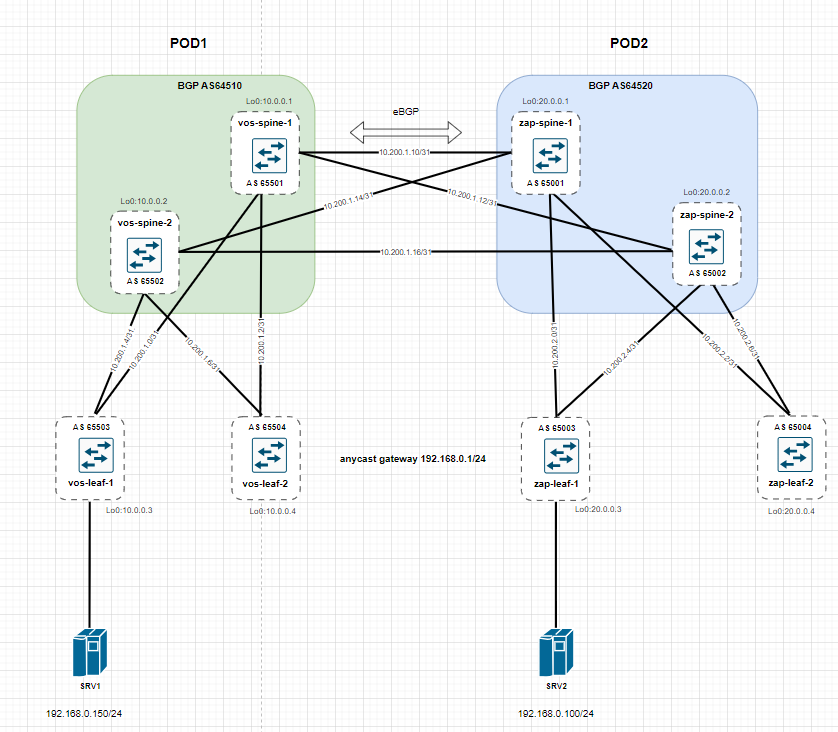 POD1
POD2
BGP AS64510
BGP AS64520
Lo0:10.0.0.1
eBGP
Lo0:20.0.0.1
vos-spine-1
AS 65501
zap-spine-1
AS 65001
10.200.1.10/31
10.200.1.14/31
10.200.1.12/31
10.200.1.16/31
Lo0:10.0.0.2
vos-spine-2
AS 65502
Lo0:20.0.0.2
zap-spine-2
AS 65002
10.200.1.4/31
10.200.1.0/31
10.200.1.6/31
10.200.1.2/31
10.200.2.0/31
10.200.2.4/31
10.200.2.2/31
10.200.2.6/31
AS 65503
vos-leaf-1
Lo0:10.0.0.3
AS 65504
vos-leaf-2
Lo0:10.0.0.4
anycast gateway 192.168.0.1/24
AS 65003
zap-leaf-1
Lo0:20.0.0.3
AS 65004
zap-leaf-2
Lo0:20.0.0.4
SRV1
192.168.0.150/24
SRV2
192.168.0.100/24